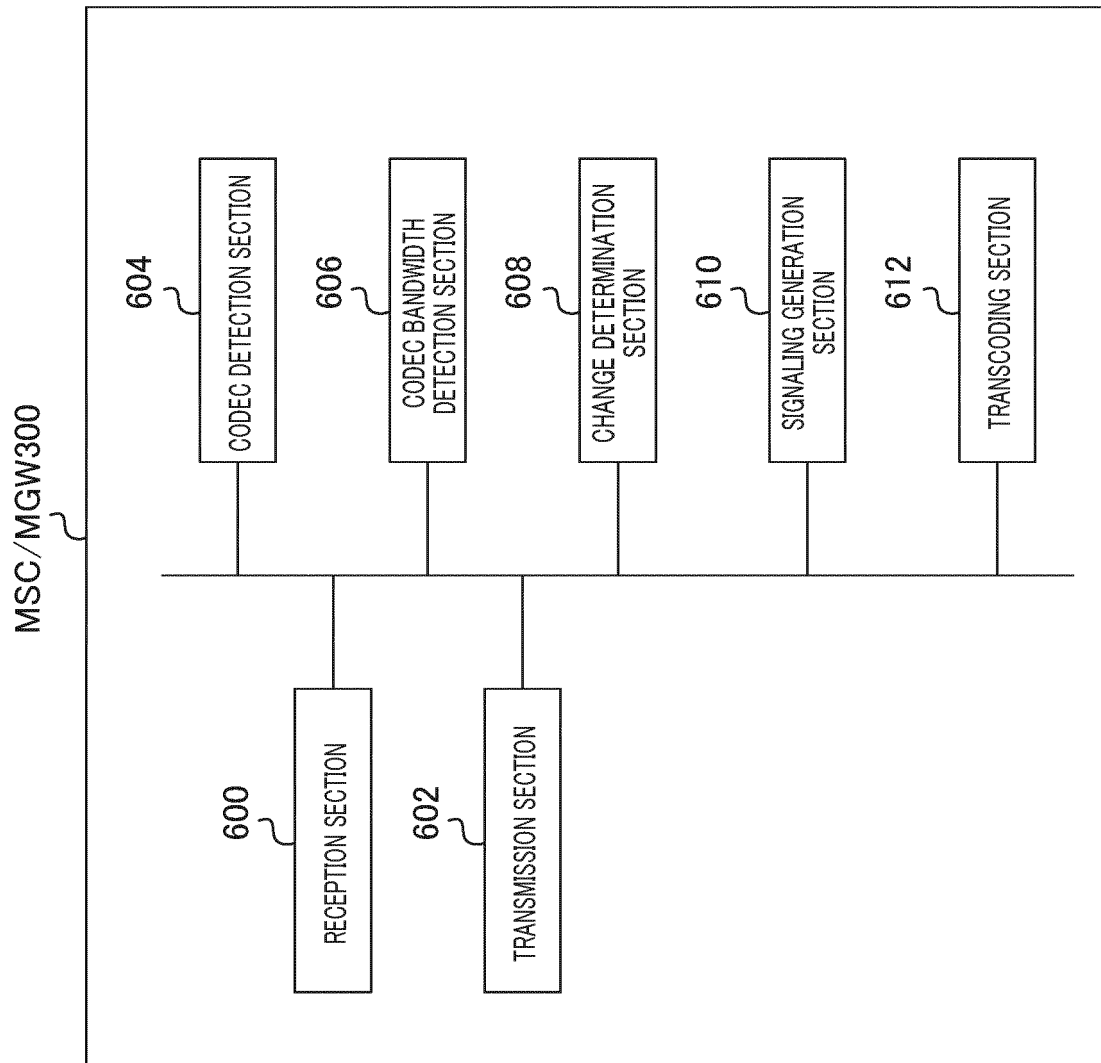 MSC/MGW300
600
RECEPTION SECTION
602
TRANSMISSION SECTION
604
CODEC DETECTION SECTION
606
CODEC BANDWIDTH
DETECTION SECTION
608
CHANGE DETERMINATION
SECTION
610
SIGNALING GENERATION
SECTION
612
TRANSCODING SECTION